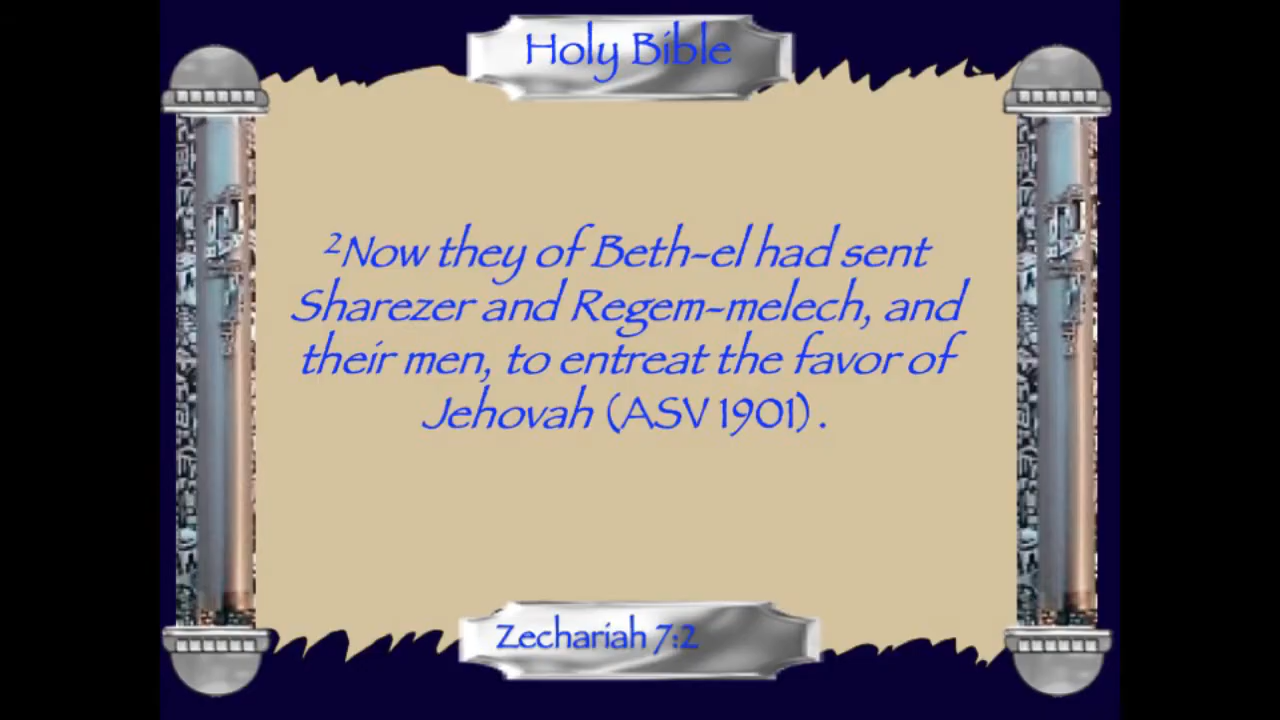 Holy Bible
²Now they of Beth-el had sent
Sharezer and Regem-melech, and
their men, to entreat the favor of
Jehovah (ASV 1901) .
Zechariah 7:2